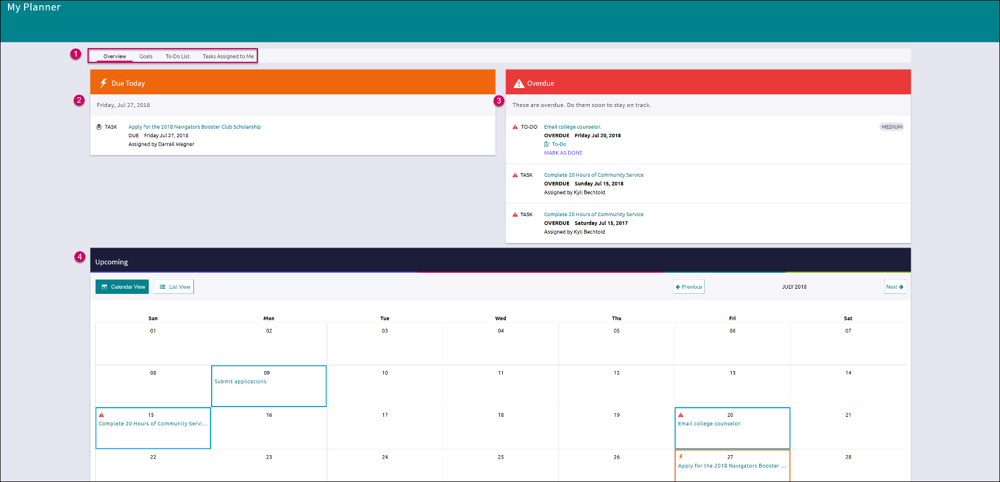 My Planner
1
Overview Goals To-Do List Tasks Assigned to Me
Due Today
2
Friday, Jul 27, 2018
TASK Apply for the 2018 Navigators Booster Club Scholarship
DUE Friday Jul 27, 2018
Assigned by Darrell Wagner
Overdue
3
These are overdue. Do them soon to stay on track.
TO-DO Email college counselor. MEDIUM
OVERDUE Friday Jul 20, 2018
To-Do
MARK AS DONE
TASK Complete 20 Hours of Community Service
OVERDUE Sunday Jul 15, 2018
Assigned by Kyli Bechtold
TASK Complete 20 Hours of Community Service
OVERDUE Saturday Jul 15, 2017
Assigned by Kyli Bechtold
4
Upcoming
Calendar View List View Previous JULY 2018 Next
Sun Mon Tue Wed Thu Fri Sat
01 02 03 04 05 06 07
08 09 10 11 12 13 14
Submit applications
15 16 17 18 19 20 21
Complete 20 Hours of Community Servi... Email college counselor.
22 23 24 25 26 27 28
Apply for the 2018 Navigators Booster ...